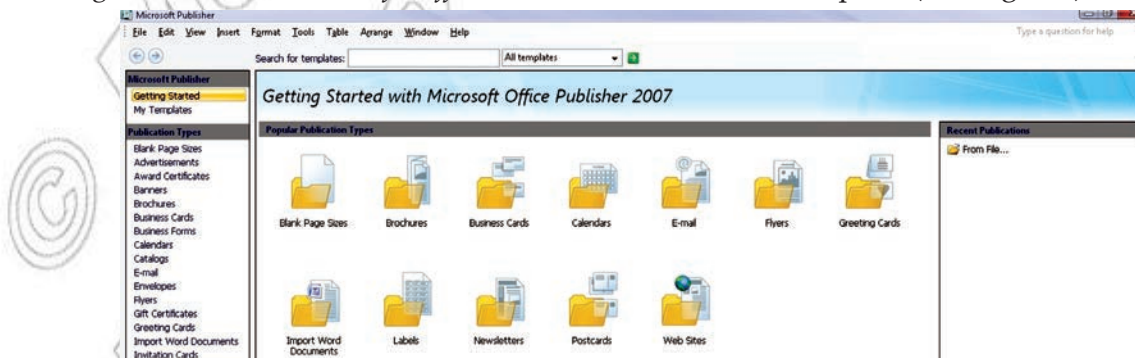 Microsoft Publisher
File Edit View Insert Format Tools Table Arrange Window Help
Type a question for help
Search for templates: All templates
Microsoft Publisher
Getting Started
My Templates
Publication Types
Blank Page Sizes
Advertisements
Award Certificates
Banners
Brochures
Business Cards
Business Forms
Calendars
Catalogs
E-mail
Envelopes
Flyers
Gift Certificates
Greeting Cards
Import Word Documents
Invitation Cards
Getting Started with Microsoft Office Publisher 2007
Popular Publication Types
Blank Page Sizes Brochures Business Cards Calendars E-mail Flyers Greeting Cards
Import Word Documents Labels Newsletters Postcards Web Sites
Recent Publications
From File...
©